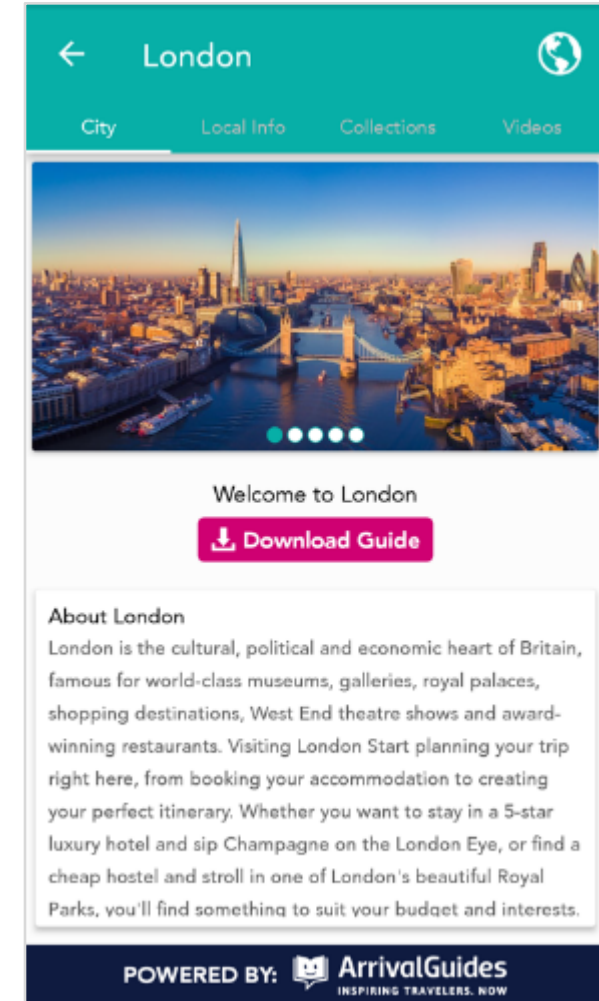 London
City Local Info Collections Videos
Welcome to London
Download Guide
About London
London is the cultural, political and economic heart of Britain,
famous for world-class museums, galleries, royal palaces,
shopping destinations, West End theatre shows and award-
winning restaurants. Visiting London Start planning your trip
right here, from booking your accommodation to creating
your perfect itinerary. Whether you want to stay in a 5-star
luxury hotel and sip Champagne on the London Eye, or find a
cheap hostel and stroll in one of London's beautiful Royal
Parks, you'll find something to suit your budget and interests.
POWERED BY: ArrivalGuides
INSPIRING TRAVELERS. NOW